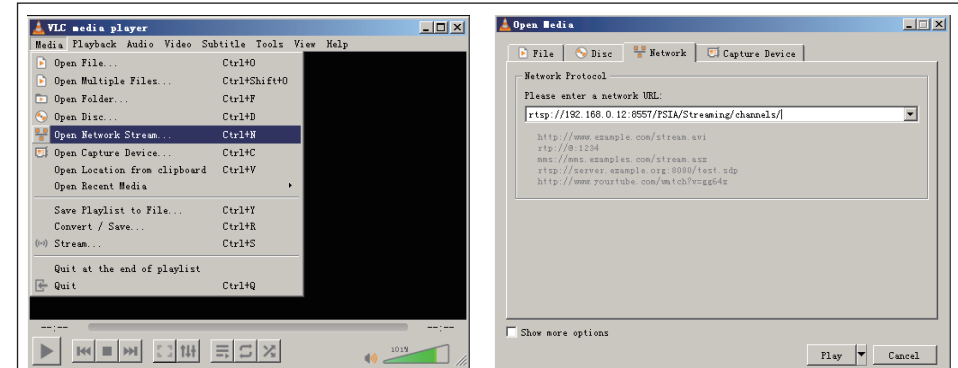 VLC media player
Media Playback Audio Video Subtitle Tools View Help
Open File... Ctrl+O
Open Multiple Files... Ctrl+Shift+O
Open Folder... Ctrl+F
Open Disc... Ctrl+D
Open Network Stream... Ctrl+N
Open Capture Device... Ctrl+C
Open Location from clipboard Ctrl+V
Open Recent Media
Save Playlist to File... Ctrl+Y
Convert / Save... Ctrl+R
Stream... Ctrl+S
Quit at the end of playlist
Quit Ctrl+Q
--:-- --:--
101%
Open Media
File Disc Network Capture Device
Network Protocol
Please enter a network URL:
rtsp://192.168.0.12:8557/PSIA/Streaming/channels/
http://www.example.com/stream.avi
rtp://@:1234
mms://mms.examples.com/stream.asx
rtsp://server.example.org:8080/test.sdp
http://www.yourtube.com/watch?v=gg64x
Show more options
Play Cancel